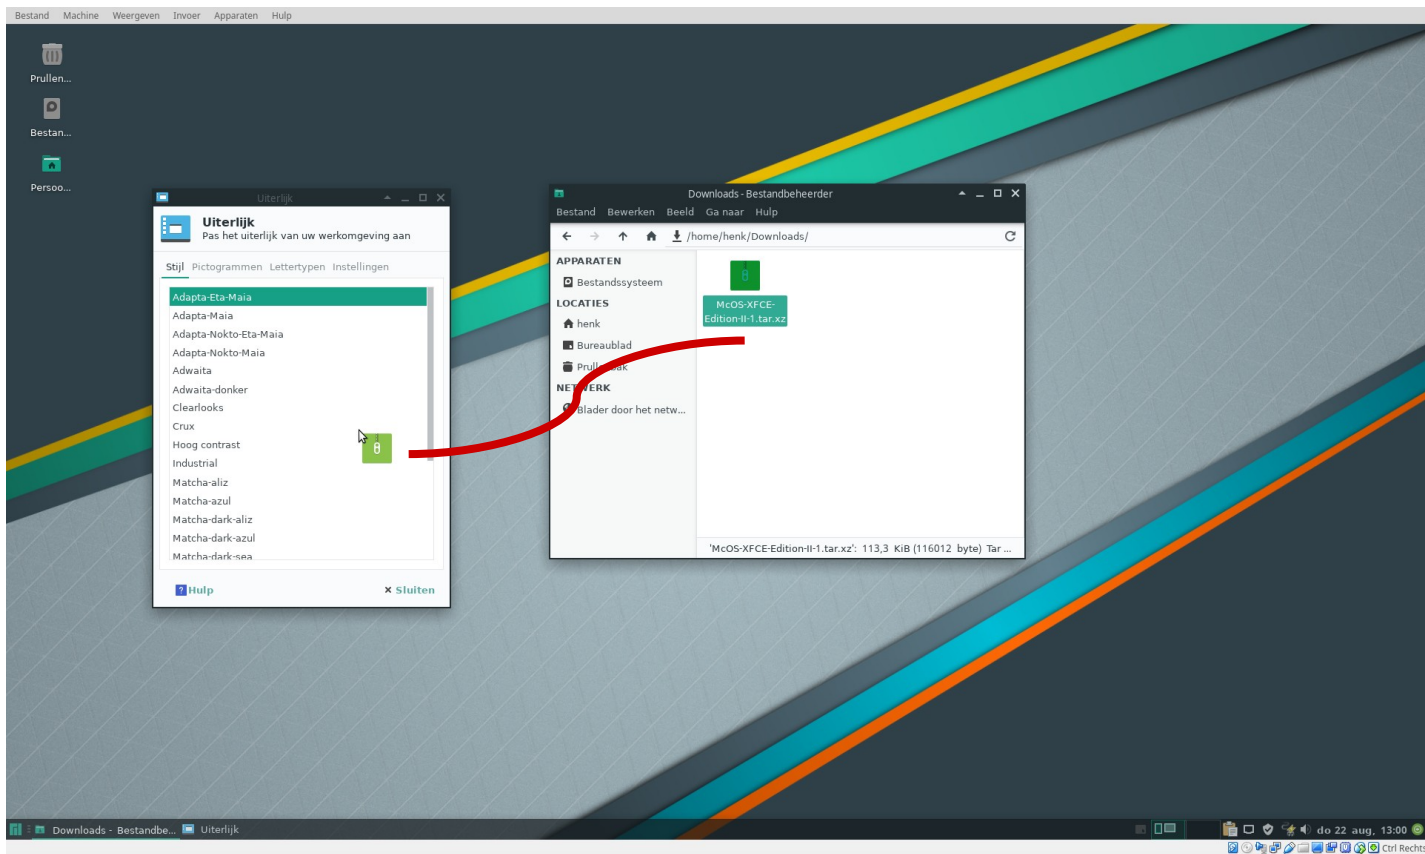 Bestand Machine Weergeven Invoer Apparaten Hulp
Prullen...
Bestan...
Persoo...
Uiterlijk
Uiterlijk
Pas het uiterlijk van uw werkomgeving aan
Stijl Pictogrammen Lettertypen Instellingen
Adapta-Eta-Maia
Adapta-Maia
Adapta-Nokto-Eta-Maia
Adapta-Nokto-Maia
Adwaita
Adwaita-donker
Clearlooks
Crux
Hoog contrast
Industrial
Matcha-aliz
Matcha-azul
Matcha-dark-aliz
Matcha-dark-azul
Matcha-dark-sea
Hulp
Sluiten
Downloads - Bestandbeheerder
Bestand Bewerken Beeld Ga naar Hulp
/home/henk/Downloads/
APPARATEN
Bestandssysteem
LOCATIES
henk
Bureaublad
NETWERK
Blader door het netw...
McOS-XFCE-
Edition-II-1.tar.xz
'McOS-XFCE-Edition-II-1.tar.xz': 113,3 KiB (116012 byte) Tar ...
Downloads - Bestandbe... Uiterlijk
do 22 aug, 13:00
Ctrl Rechts